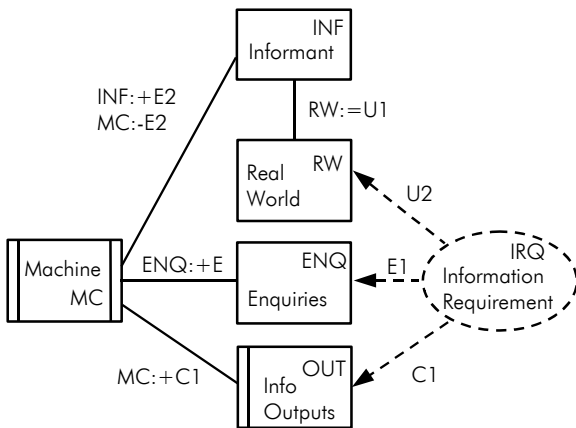 INF
Informant
INF:+E2
MC:-E2
RW:=U1
Real
World
RW
U2
Machine
MC
ENQ:+E
ENQ
Enquiries
E1
IRQ
Information
Requirement
MC:+C1
OUT
Info
Outputs
C1